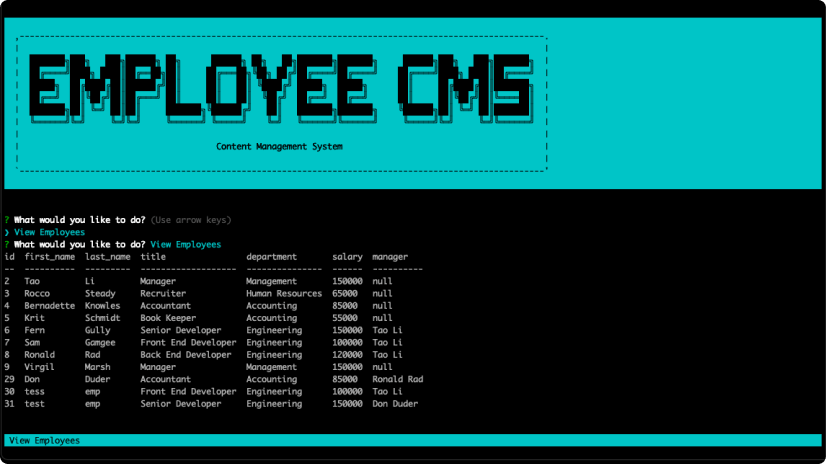 EMPLOYEE CMS
Content Management System
? What would you like to do? (Use arrow keys)
❯ View Employees
? What would you like to do? View Employees
id  first_name  last_name  title                department       salary  manager
--  ----------  ---------  -------------------  ---------------  ------  ----------
2   Tao         Li         Manager              Management       150000  null
3   Rocco       Steady     Recruiter            Human Resources  65000   null
4   Bernadette  Knowles    Accountant           Accounting       85000   null
5   Krit        Schmidt    Book Keeper          Accounting       55000   null
6   Fern        Gully      Senior Developer     Engineering      150000  Tao Li
7   Sam         Gamgee     Front End Developer  Engineering      100000  Tao Li
8   Ronald      Rad        Back End Developer   Engineering      120000  Tao Li
9   Virgil      Marsh      Manager              Management       150000  null
29  Don         Duder      Accountant           Accounting       85000   Ronald Rad
30  tess        emp        Front End Developer  Engineering      100000  Tao Li
31  test        emp        Senior Developer     Engineering      150000  Don Duder
View Employees